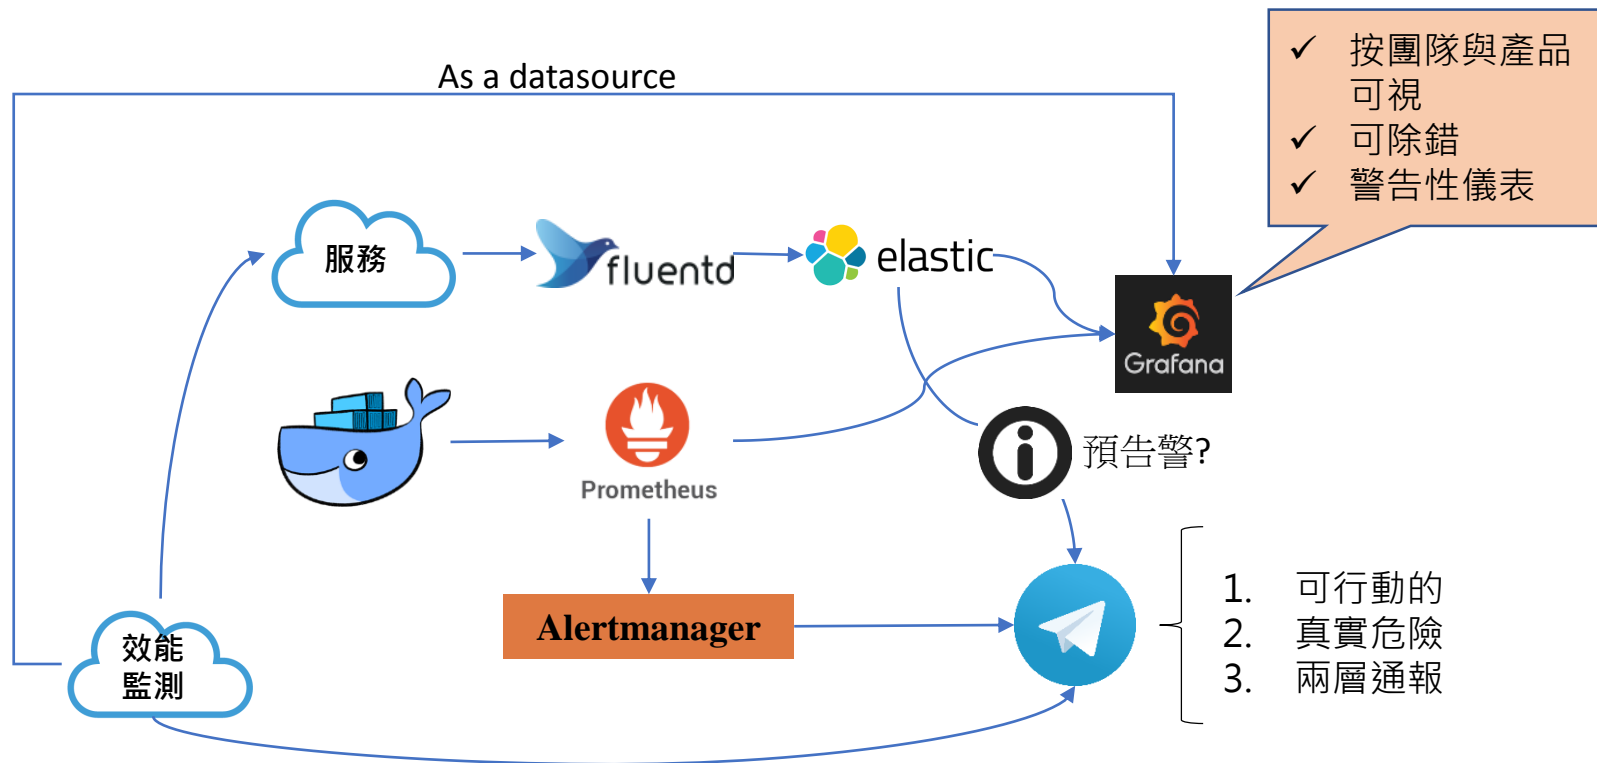 As a datasource
✓ 按團隊與產品
可視
✓ 可除錯
✓ 警告性儀表
服務
fluentd
elastic
Grafana
Prometheus
預告警?
Alertmanager
效能
監測
1. 可行動的
2. 真實危險
3. 兩層通報